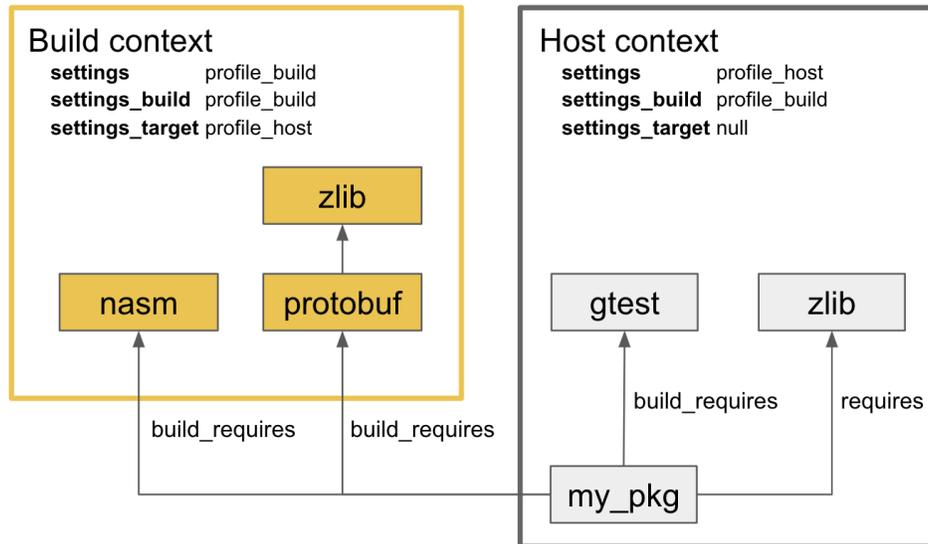 Build context
settings profile_build
settings_build profile_build
settings_target profile_host
zlib
nasm
protobuf
build_requires
build_requires
Host context
settings profile_host
settings_build profile_build
settings_target null
gtest
zlib
build_requires
requires
my_pkg